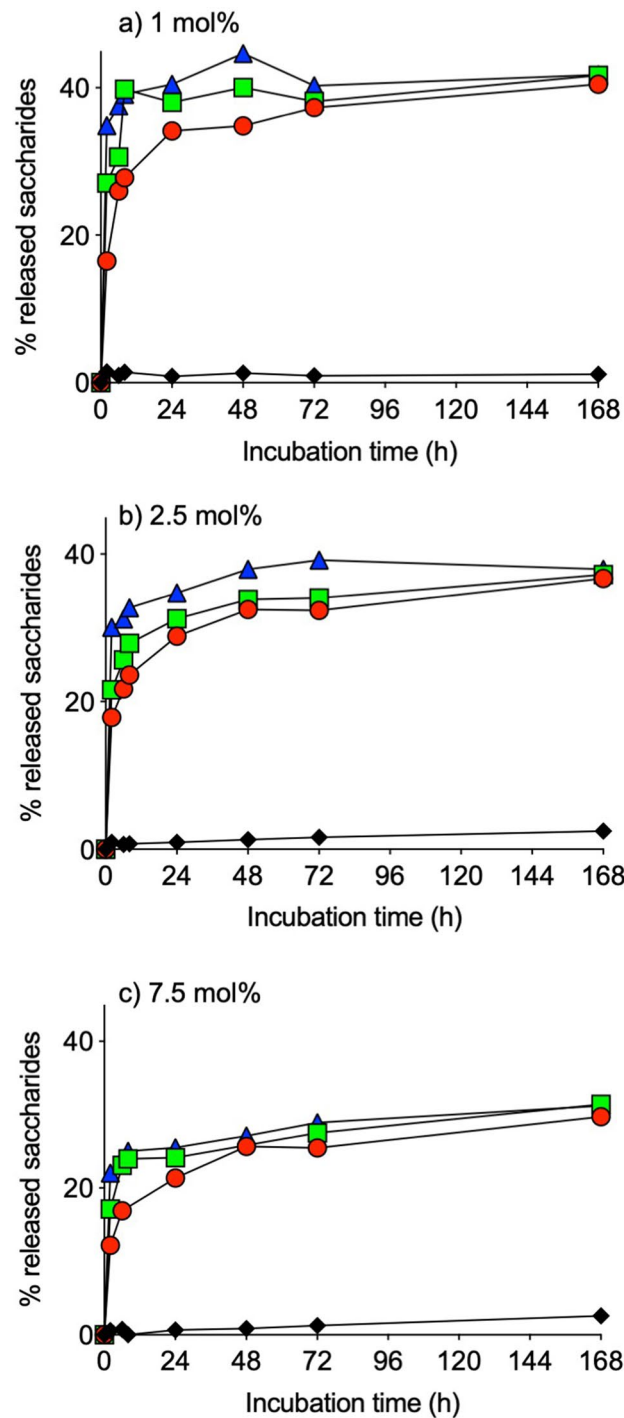 a) 1 mol%
% released saccharides
40
20
0
0 24 48 72 96 120 144 168
Incubation time (h)
b) 2.5 mol%
% released saccharides
40
20
0
0 24 48 72 96 120 144 168
Incubation time (h)
c) 7.5 mol%
% released saccharides
40
20
0
0 24 48 72 96 120 144 168
Incubation time (h)